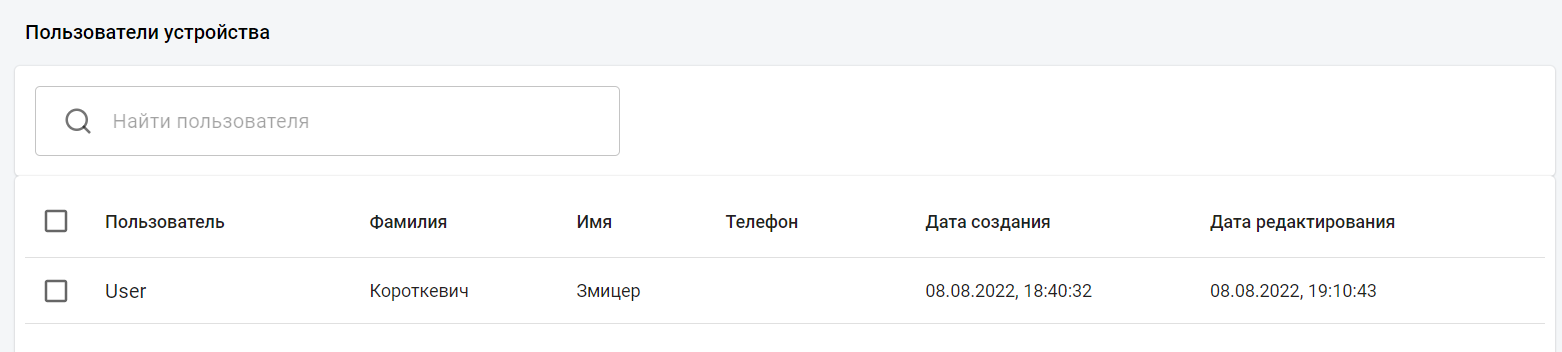 Пользователи устройства
Найти пользователя
Пользователь Фамилия Имя Телефон Дата создания Дата редактирования
User Короткевич Змицер 08.08.2022, 18:40:32 08.08.2022, 19:10:43